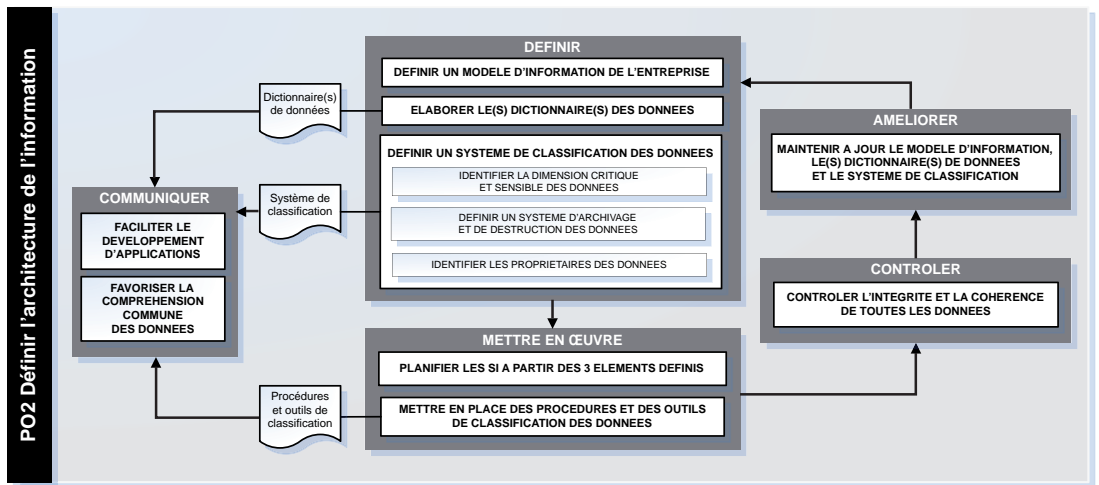 PO2 Définir l'architecture de l'information
DEFINIR
DEFINIR UN MODELE D'INFORMATION DE L'ENTREPRISE
ELABORER LE(S) DICTIONNAIRE(S) DES DONNEES
DEFINIR UN SYSTEME DE CLASSIFICATION DES DONNEES
IDENTIFIER LA DIMENSION CRITIQUE
ET SENSIBLE DES DONNEES
DEFINIR UN SYSTEME D'ARCHIVAGE
ET DE DESTRUCTION DES DONNEES
IDENTIFIER LES PROPRIETAIRES DES DONNEES
Dictionnaire(s)
de données
Système de
classification
COMMUNIQUER
FACILITER LE
DEVELOPPEMENT
D'APPLICATIONS
FAVORISER LA
COMPREHENSION
COMMUNE
DES DONNEES
METTRE EN ŒUVRE
PLANIFIER LES SI A PARTIR DES 3 ELEMENTS DEFINIS
METTRE EN PLACE DES PROCEDURES ET DES OUTILS
DE CLASSIFICATION DES DONNEES
Procédures
et outils de
classification
AMELIORER
MAINTENIR A JOUR LE MODELE D'INFORMATION,
LE(S) DICTIONNAIRE(S) DE DONNEES
ET LE SYSTEME DE CLASSIFICATION
CONTROLER
CONTROLER L'INTEGRITE ET LA COHERENCE
DE TOUTES LES DONNEES